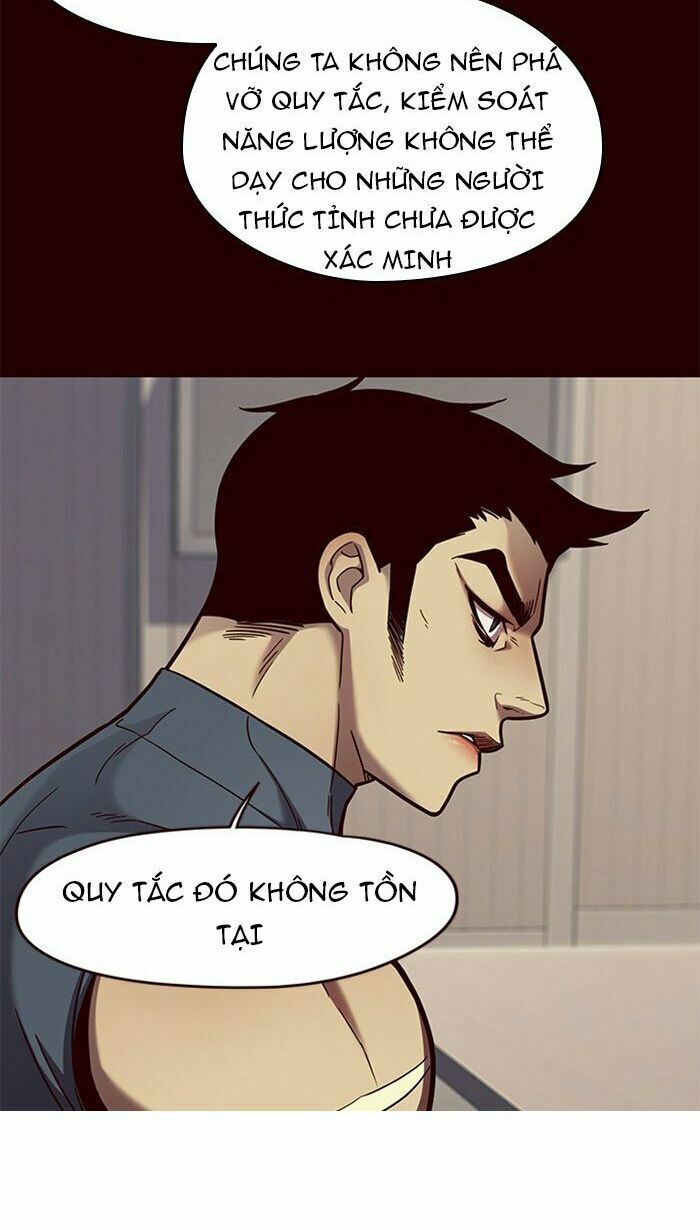 CHÚNG TA KHÔNG NÊN PHÁ
VỠ QUY TẮC, KIỂM SOÁT
NĂNG LƯỢNG KHÔNG THỂ
DẠY CHO NHỮNG NGƯỜI
THỨC TỈNH CHƯA ĐƯỢC
XÁC MINH
QUY TẮC ĐÓ KHÔNG TỒN
TẠI